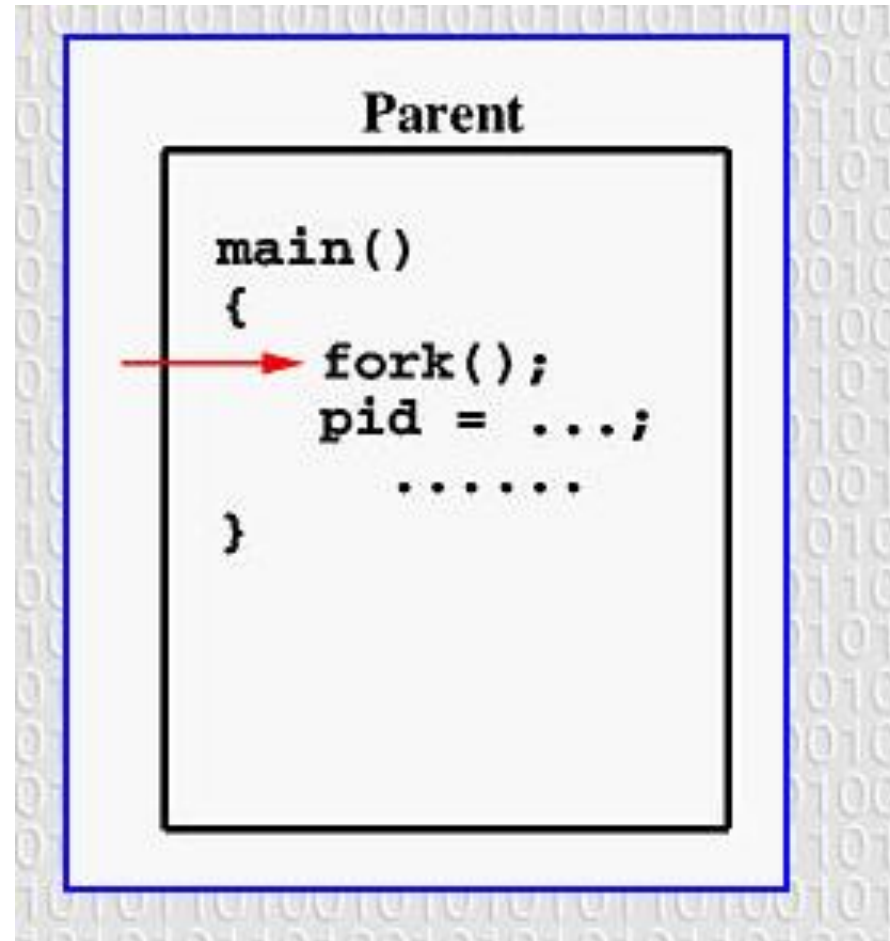 Parent
main()
{
fork();
pid = ...;
......
}